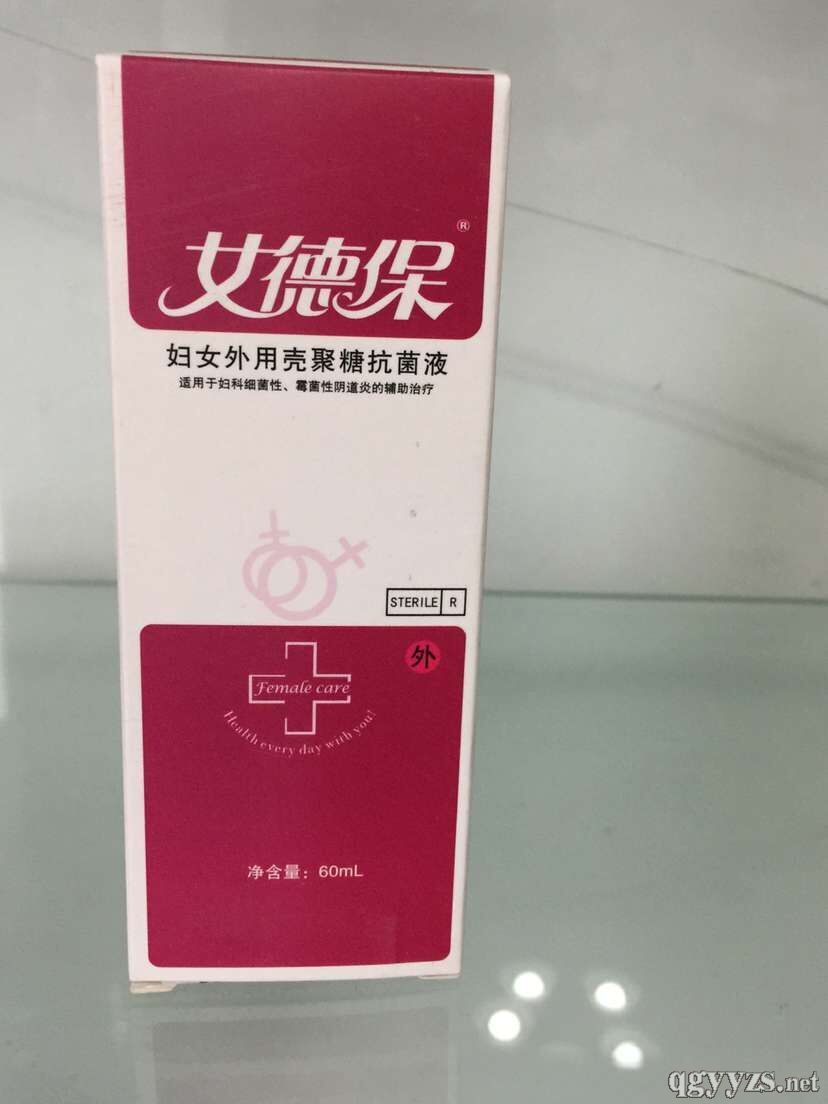 女德保®
妇女外用壳聚糖抗菌液
适用于妇科细菌性、霉菌性阴道炎的辅助治疗
STERILE R
外
Female care
Health every day with you!
净含量：60mL
qgyyzs.net